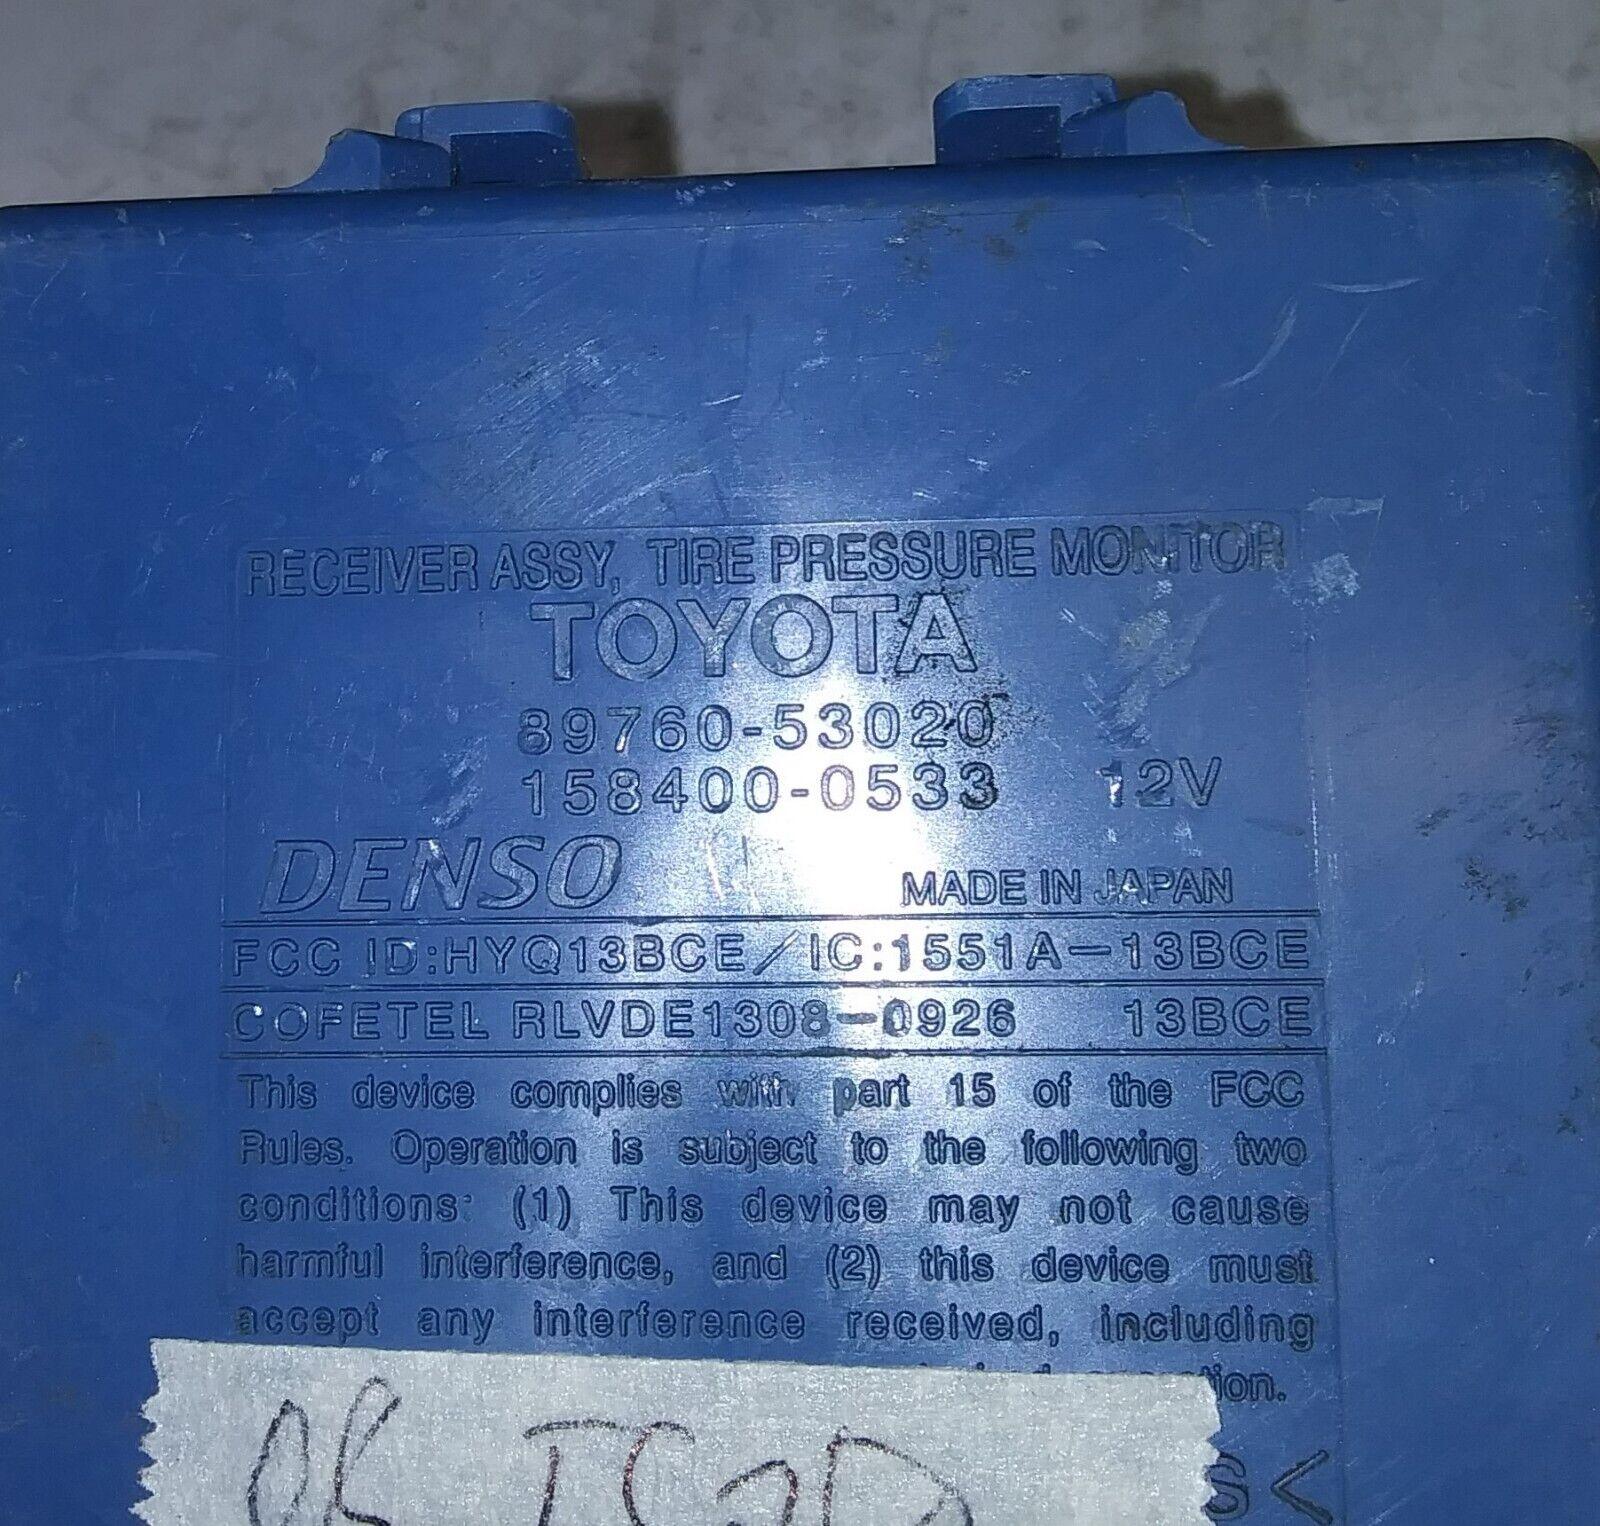 RECEIVER ASSY, TIRE PRESSURE MONITOR
TOYOTA
89760-53020
158400-0533 12V
DENSO MADE IN JAPAN
FCC ID:HYQ13BCE/IC:1551A-13BCE
COFETEL RLVDE1308-0926 13BCE
This device complies with part 15 of the FCC
Rules. Operation is subject to the following two
conditions: (1) This device may not cause
harmful interference, and (2) this device must
accept any interference received, including